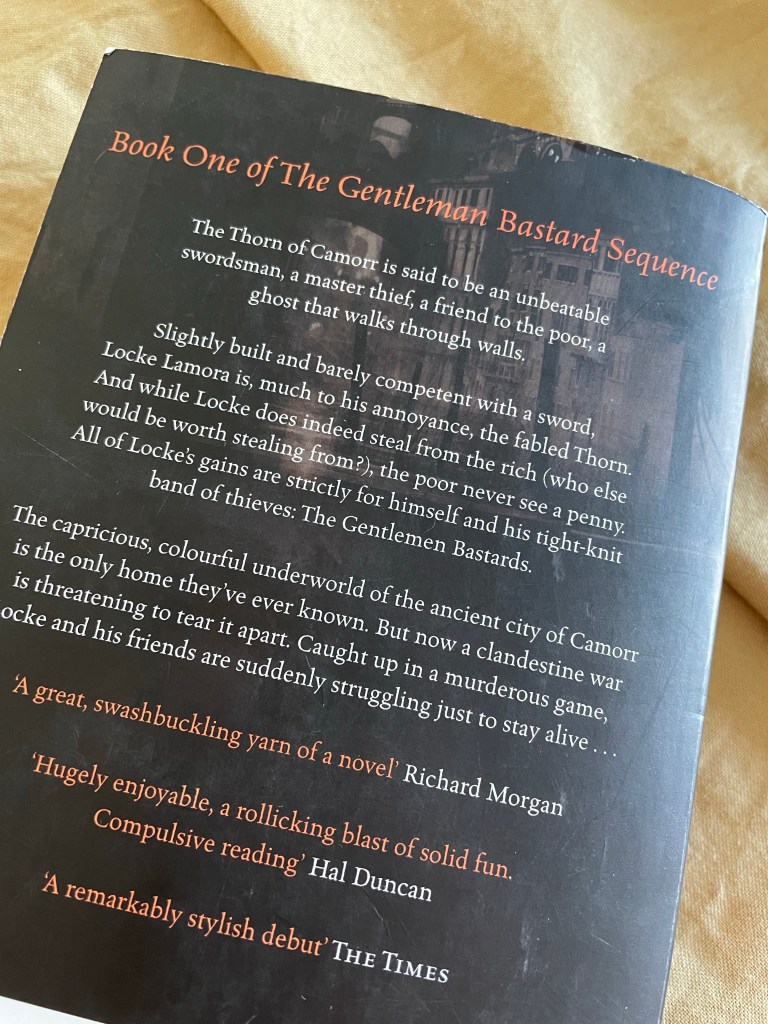 Book One of The Gentleman Bastard Sequence
The Thorn of Camorr is said to be an unbeatable
swordsman, a master thief, a friend to the poor, a
ghost that walks through walls.
Slightly built and barely competent with a sword,
Locke Lamora is, much to his annoyance, the fabled Thorn.
And while Locke does indeed steal from the rich (who else
would be worth stealing from?), the poor never see a penny.
All of Locke's gains are strictly for himself and his tight-knit
band of thieves: The Gentlemen Bastards.
The capricious, colourful underworld of the ancient city of Camorr
is the only home they've ever known. But now a clandestine war
is threatening to tear it apart. Caught up in a murderous game,
ocke and his friends are suddenly struggling just to stay alive . . .
‘A great, swashbuckling yarn of a novel’ Richard Morgan
‘Hugely enjoyable, a rollicking blast of solid fun.
Compulsive reading’ Hal Duncan
‘A remarkably stylish debut’ THE TIMES